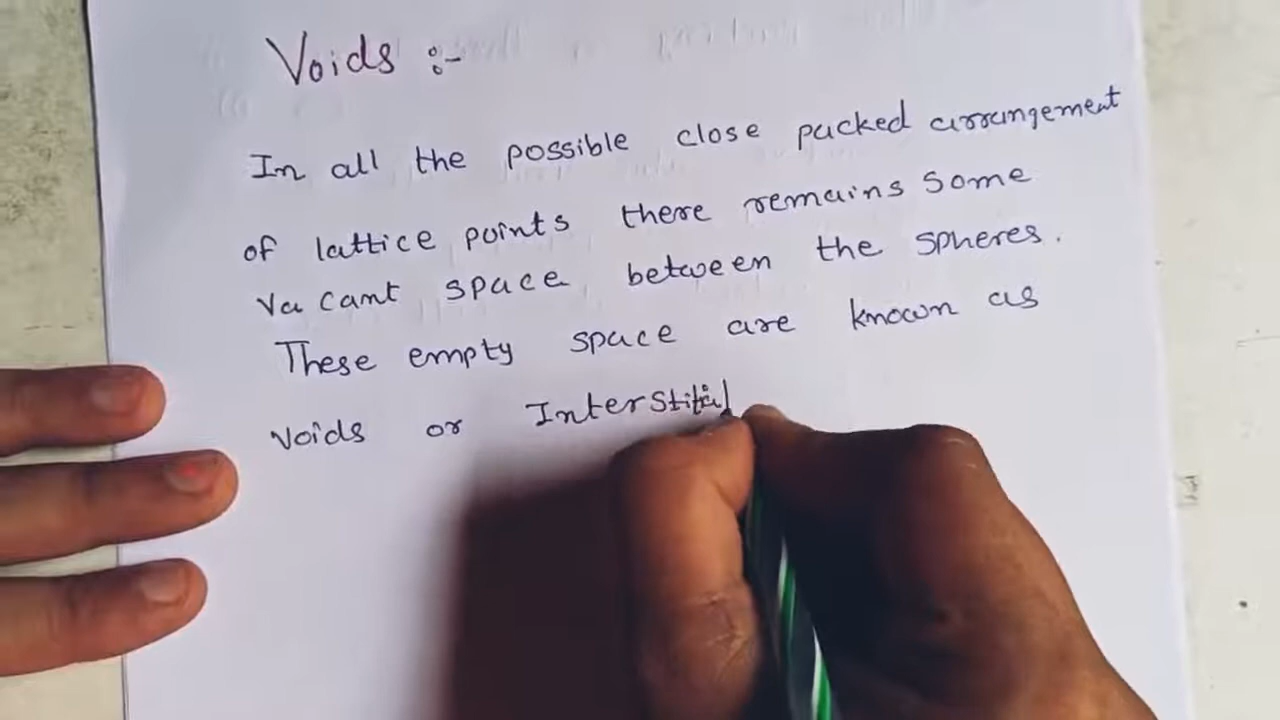 Voids :-
In all the possible close packed arrangement
of lattice points there remains some
Vacant space between the spheres.
These empty space are known as
voids or Interstitial